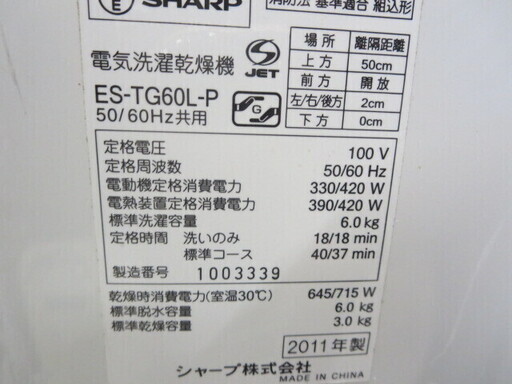 PS E SHARP
消防法 基準適合 組込形
電気洗濯乾燥機 S JET
ES-TG60L-P
50/60Hz共用 G
場所 離隔距離
上方 50cm
前方 開放
左/右/後方 2cm
下方 0cm
定格電圧 100 V
定格周波数 50/60 Hz
電動機定格消費電力 330/420 W
電熱装置定格消費電力 390/420 W
標準洗濯容量 6.0 kg
定格時間 洗いのみ 18/18 min
標準コース 40/37 min
製造番号 1003339
乾燥時消費電力(室温30℃) 645/715 W
標準脱水容量 6.0 kg
標準乾燥容量 3.0 kg
2011年製
シャープ株式会社
MADE IN CHINA